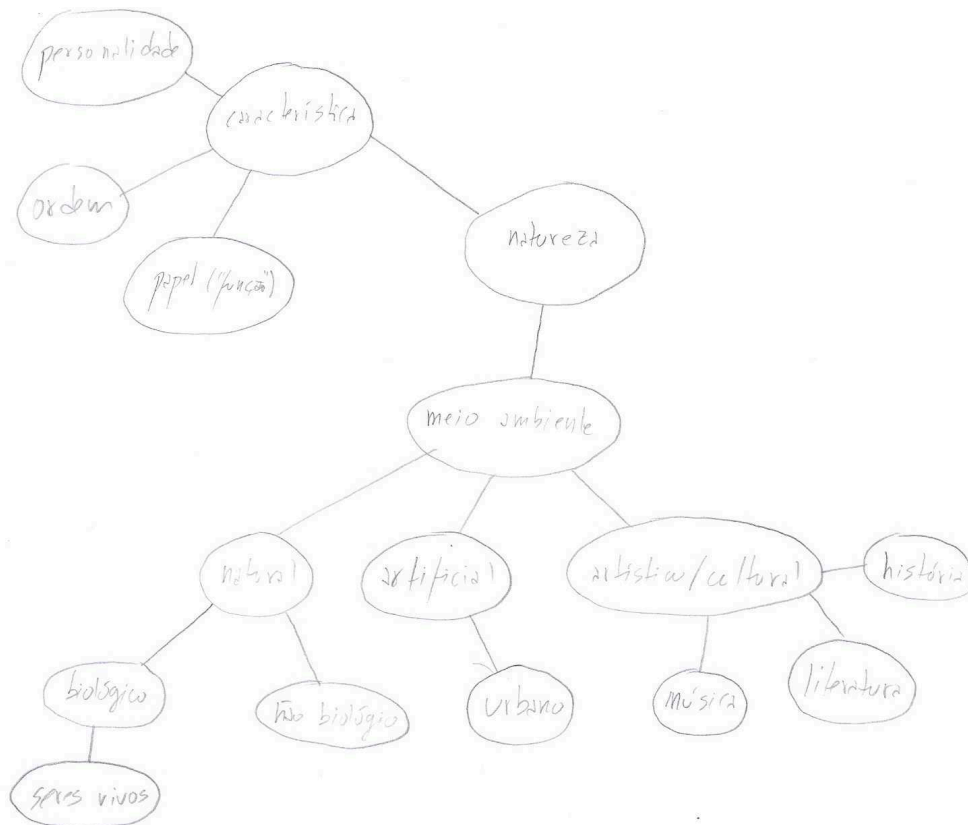 personalidade
característica
ordem
natureza
papel ("função")
meio ambiente
natural
artificial
artístico/cultural
história
biológico
não biológio
urbano
música
literatura
seres vivos